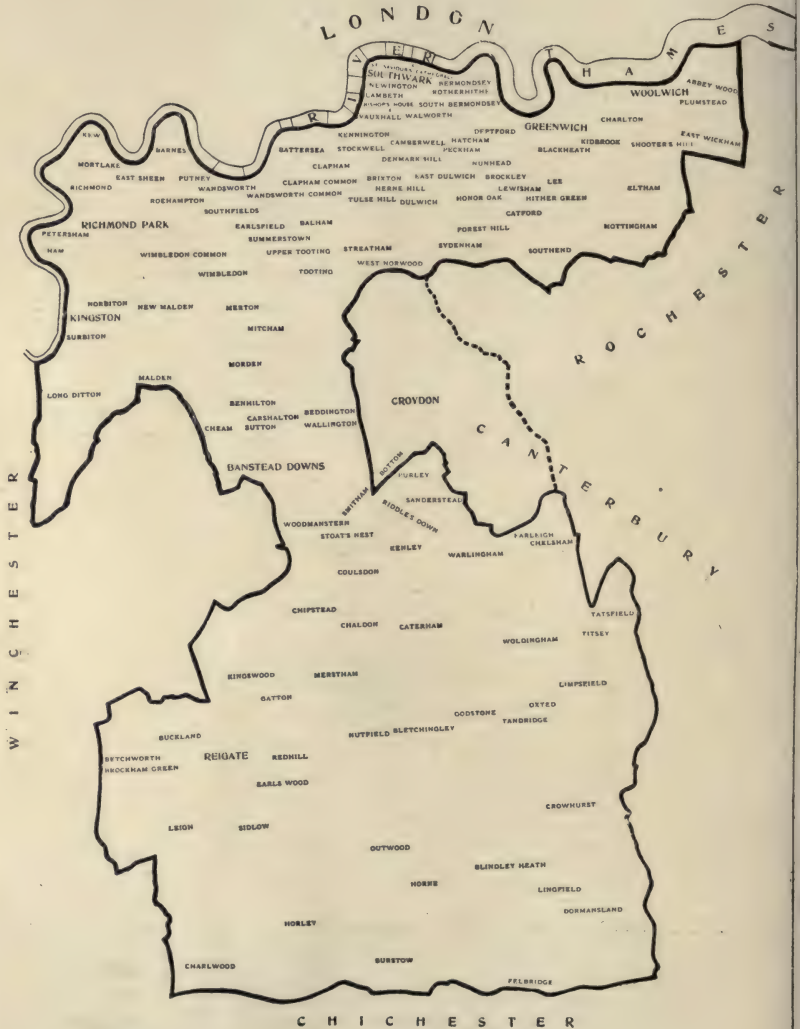 LONDON
RIVER THAMES
ST SAVIOURS CATHEDRAL
SOUTHWARK
NEWINGTON BERMONDSEY
ROTHERHITHE
LAMBETH
BISHOPS HOUSE SOUTH BERMONDSEY
VAUXHALL WALWORTH
ABBEY WOOD
WOOLWICH
PLUMSTEAD
CHARLTON
GREENWICH
DEPTFORD
KENNINGTON
EAST WICKHAM
KEW
BARNES
BATTERSEA STOCKWELL CAMBERWELL HATCHAM
PECKHAM
BLACKHEATH
KIDBROOK SHOOTER'S HILL
DENMARK HILL
MORTLAKE
CLAPHAM
NUNHEAD
EAST SHEEN PUTNEY
CLAPHAM COMMON BRIXTON EAST DULWICH BROCKLEY
LEE
RICHMOND
WANDSWORTH
HERNE HILL
LEWISHAM
ELTHAM
WANDSWORTH COMMON
ROEHAMPTON
TULSE HILL DULWICH
HONOR OAK HITHER GREEN
SOUTHFIELDS
CATFORD
RICHMOND PARK
EARLSFIELD BALHAM
FOREST HILL
MOTTINGHAM
PETERSHAM
SUMMERSTOWN
HAM
WIMBLEDON COMMON
UPPER TOOTING STREATHAM
SYDENHAM
SOUTHEND
WEST NORWOOD
WIMBLEDON
TOOTING
NORBITON NEW MALDEN
MERTON
KINGSTON
MITCHAM
SURBITON
ROCHESTER
MORDEN
MALDEN
LONG DITTON
BENHILTON
CROYDON
BEDDINGTON
CARSHALTON
CHEAM SUTTON
WALLINGTON
CANTERBURY
BANSTEAD DOWNS
SMITHAM BOTTOM
PURLEY
WINCHESTER
SANDERSTEAD
RIDDLES DOWN
WOODMANSTERN
STOAT'S NEST
FARLEIGH
CHELSHAM
KENLEY
WARLINGHAM
COULSDON
CHIPSTEAD
TATSFIELD
CHALDON CATERHAM
TITSEY
WOLDINGHAM
KINGSWOOD MERSTHAM
LIMPSFIELD
GATTON
OXTED
GODSTONE
TANDRIDGE
BUCKLAND
NUTFIELD BLETCHINGLEY
BETCHWORTH
REIGATE REDHILL
BROCKHAM GREEN
EARLS WOOD
CROWHURST
LEIGH SIDLOW
OUTWOOD
BLINDLEY HEATH
HORNE
LINGFIELD
DORMANSLAND
HORLEY
CHARLWOOD
BURSTOW
FELBRIDGE
CHICHESTER